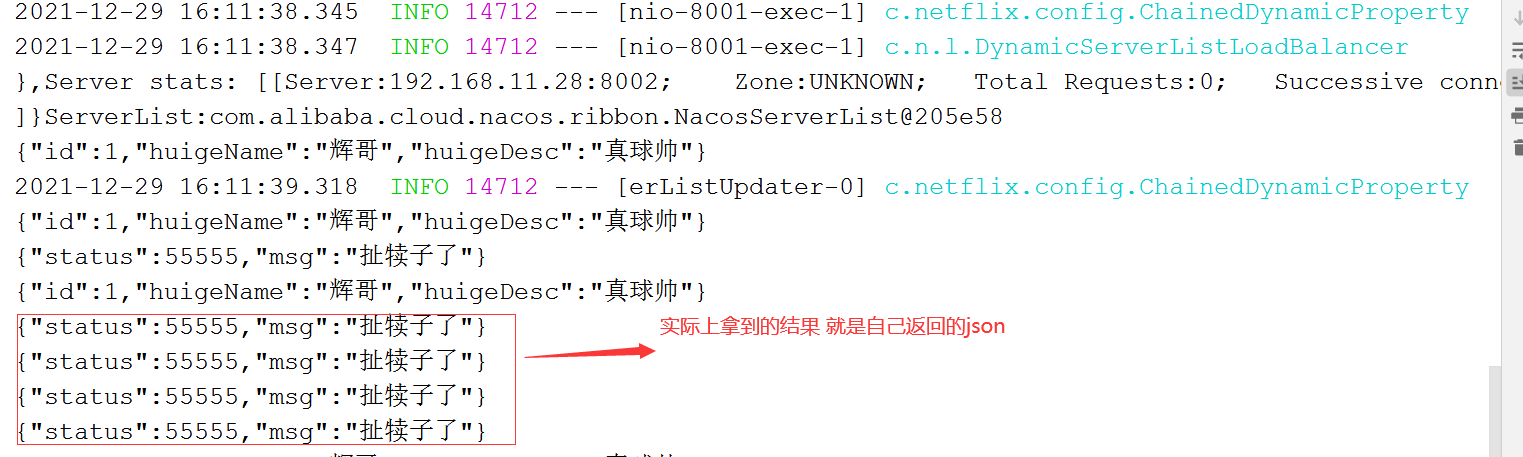 2021-12-29 16:11:38.345  INFO 14712 --- [nio-8001-exec-1] c.netflix.config.ChainedDynamicProperty
2021-12-29 16:11:38.347  INFO 14712 --- [nio-8001-exec-1] c.n.l.DynamicServerListLoadBalancer
},Server stats: [[Server:192.168.11.28:8002;    Zone:UNKNOWN;   Total Requests:0;   Successive conn
]}ServerList:com.alibaba.cloud.nacos.ribbon.NacosServerList@205e58
{"id":1,"huigeName":"辉哥","huigeDesc":"真球帅"}
2021-12-29 16:11:39.318  INFO 14712 --- [erListUpdater-0] c.netflix.config.ChainedDynamicProperty
{"id":1,"huigeName":"辉哥","huigeDesc":"真球帅"}
{"status":55555,"msg":"扯犊子了"}
{"id":1,"huigeName":"辉哥","huigeDesc":"真球帅"}
{"status":55555,"msg":"扯犊子了"}
实际上拿到的结果 就是自己返回的json
{"status":55555,"msg":"扯犊子了"}
{"status":55555,"msg":"扯犊子了"}
{"status":55555,"msg":"扯犊子了"}